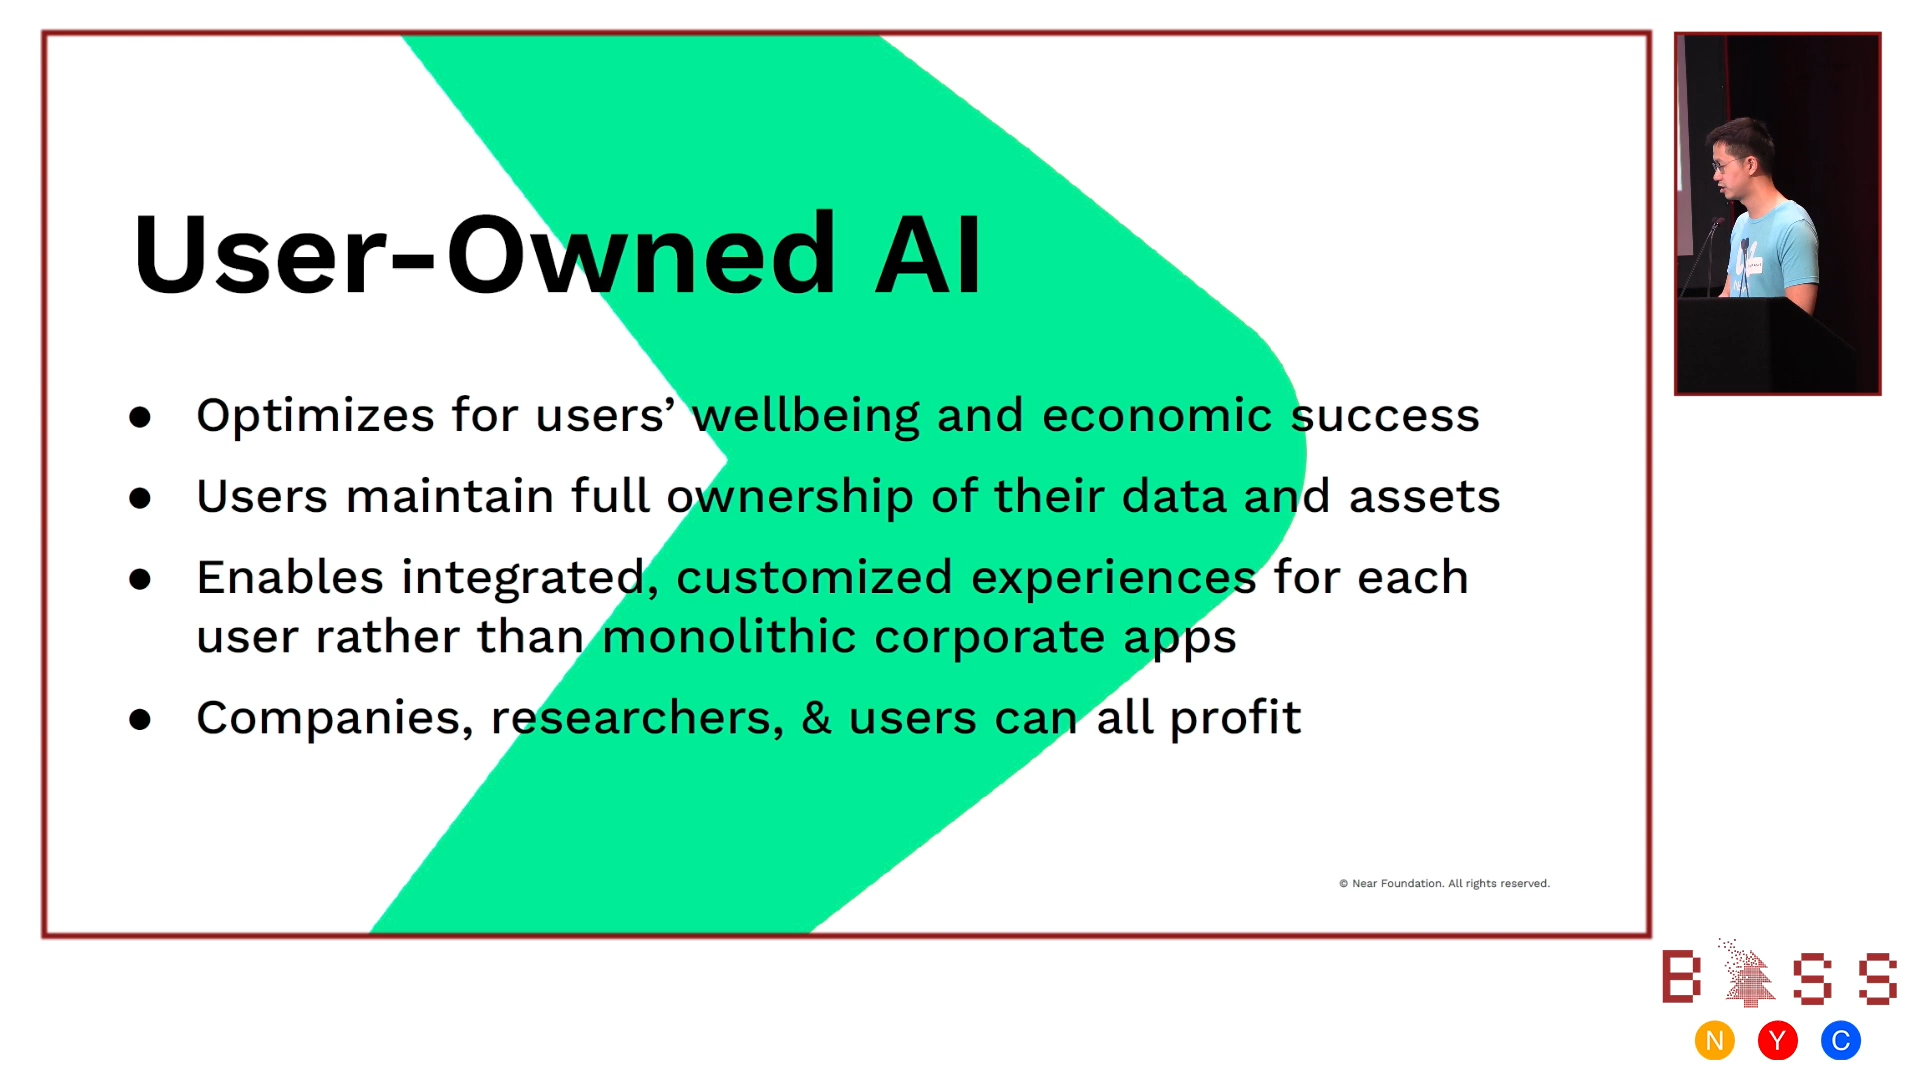 User-Owned AI
● Optimizes for users’ wellbeing and economic success
● Users maintain full ownership of their data and assets
● Enables integrated, customized experiences for each
user rather than monolithic corporate apps
● Companies, researchers, & users can all profit
© Near Foundation. All rights reserved.
B SS
N Y C